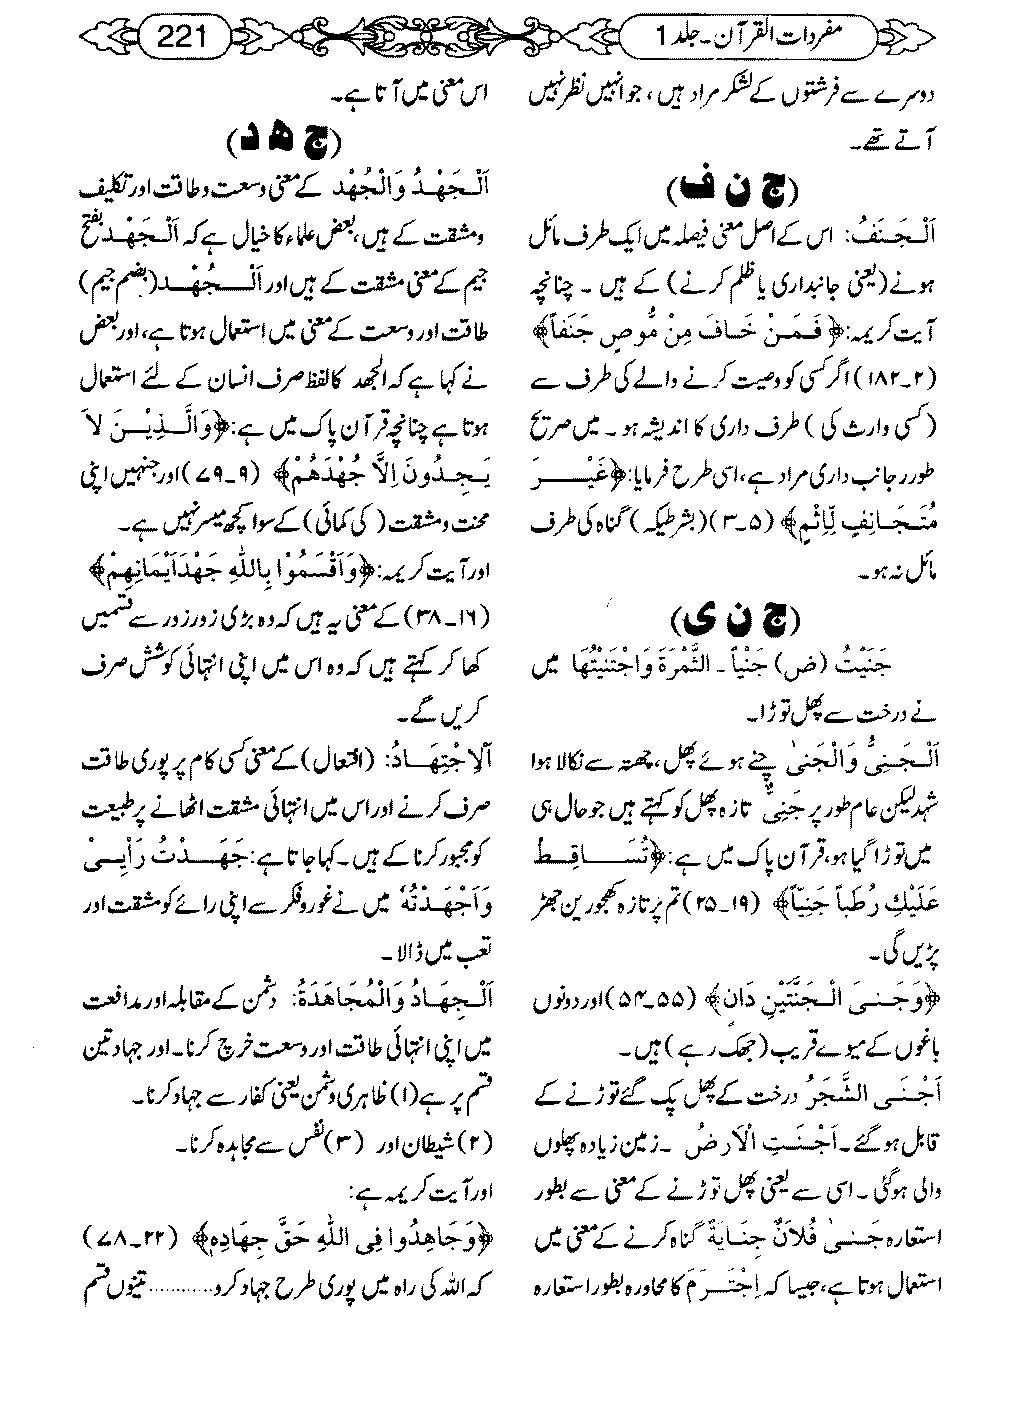 مفردات القرآن۔ جلد 1
221
دوسرے سے فرشتوں کے لشکر مراد ہیں، جو انہیں نظر نہیں
آتے تھے۔
(ج ن ف)
اَلْجَنَفُ: اس کے اصل معنی فیصلہ میں ایک طرف مائل
ہونے (یعنی جانبداری یا ظلم کرنے) کے ہیں ۔ چنانچہ
آیت کریمہ: ﴿فَمَنْ خَافَ مِنْ مُّوصٍ جَنَفاً﴾
(۲۔۱۸۲) اگر کسی کو وصیت کرنے والے کی طرف سے
(کسی وارث کی) طرف داری کا اندیشہ ہو ۔ میں صریح
طور رجانب داری مراد ہے، اسی طرح فرمایا: ﴿غَيْرَ
مُتَجَانِفٍ لِّاِثْمٍ﴾ (۵۔۳) (بشرطیکہ) گناہ کی طرف
مائل نہ ہو۔
(ج ن ی)
جَنَيْتُ (ض) جَنْياً ۔ الثَّمْرَةَ وَاجْتَنَيْتُهَا میں
نے درخت سے پھل توڑا۔
اَلْجَنِيُّ وَالْجَنىٰ چنے ہوئے پھل، چھتہ سے نکالا ہوا
شہد لیکن عام طور پر جَنِيٌّ تازہ پھل کو کہتے ہیں جو حال ہی
میں توڑا گیا ہو، قرآن پاک میں ہے: ﴿تُسَاقِطْ
عَلَيْكِ رُطَباً جَنِيّاً﴾ (۱۹۔۲۵) تم پر تازہ کھجوریں جھڑ
پڑیں گی۔
﴿وَجَنىَ الْجَنَّتَيْنِ دَانٍ﴾ (۵۵۔۵۴) اور دونوں
باغوں کے میوے قریب (جھک رہے) ہیں۔
اَجْنَى الشَّجَرُ درخت کے پھل پک گئے توڑنے کے
قابل ہو گئے۔ اَجْنَتِ الْاَرْضُ ۔ زمین زیادہ پھلوں
والی ہو گئی ۔ اسی سے یعنی پھل توڑنے کے معنی سے بطور
استعارہ جَنىٰ فُلَانٌ جِنَايَةً گناہ کرنے کے معنی میں
استعمال ہوتا ہے، جیسا کہ اِجْتَرَمَ کا محاورہ بطور استعارہ
اس معنی میں آتا ہے۔
(ج ھ د)
اَلْجَهْدُ وَالْجُهْد کے معنی وسعت و طاقت اور تکلیف
و مشقت کے ہیں، بعض علماء کا خیال ہے کہ اَلْجَهْد بفتح
جیم کے معنی مشقت کے ہیں اور اَلْجُهْد (بضم جیم)
طاقت اور وسعت کے معنی میں استعمال ہوتا ہے، اور بعض
نے کہا ہے کہ الجھد کا لفظ صرف انسان کے لئے استعمال
ہوتا ہے چنانچہ قرآن پاک میں ہے: ﴿وَالَّذِيْنَ لاَ
يَجِدُونَ اِلَّا جُهْدَهُمْ﴾ (۹۔۷۹) اور جنہیں اپنی
محنت و مشقت (کی کمائی) کے سوا کچھ میسر نہیں ہے۔
اور آیت کریمہ: ﴿وَاَقْسَمُوْا بِاللّٰهِ جَهْدَاَيْمَانِهِمْ﴾
(۱۶۔۳۸) کے معنی یہ ہیں کہ وہ بڑی زور زور سے قسمیں
کھا کر کہتے ہیں کہ وہ اس میں اپنی انتہائی کوشش صرف
کریں گے۔
اَلْاِجْتِهَادُ: (افتعال) کے معنی کسی کام پر پوری طاقت
صرف کرنے اور اس میں انتہائی مشقت اٹھانے پر طبیعت
کو مجبور کرنا کے ہیں۔ کہا جاتا ہے: جَهَدْتُ رَاْيِيْ
وَاَجْهَدْتُهُ میں نے غور و فکر سے اپنی رائے کو مشقت اور
تعب میں ڈالا۔
اَلْجِهَادُ وَالْمُجَاهَدَةُ: دشمن کے مقابلہ اور مدافعت
میں اپنی انتہائی طاقت اور وسعت خرچ کرنا۔ اور جہاد تین
قسم پر ہے (۱) ظاہری دشمن یعنی کفار سے جہاد کرنا۔
(۲) شیطان اور (۳) نفس سے مجاہدہ کرنا۔
اور آیت کریمہ ہے:
﴿وَجَاهِدُوا فِى اللّٰهِ حَقَّ جِهَادِهٖ﴾ (۲۲۔۷۸)
کہ اللہ کی راہ میں پوری طرح جہاد کرو............ تینوں قسم